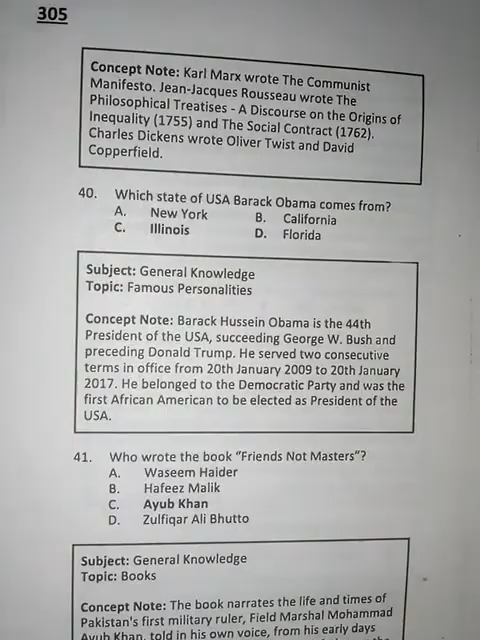 305
Concept Note: Karl Marx wrote The Communist
Manifesto. Jean-Jacques Rousseau wrote The
Philosophical Treatises - A Discourse on the Origins of
Inequality (1755) and The Social Contract (1762).
Charles Dickens wrote Oliver Twist and David
Copperfield.
40. Which state of USA Barack Obama comes from?
A. New York B. California
C. Illinois D. Florida
Subject: General Knowledge
Topic: Famous Personalities
Concept Note: Barack Hussein Obama is the 44th
President of the USA, succeeding George W. Bush and
preceding Donald Trump. He served two consecutive
terms in office from 20th January 2009 to 20th January
2017. He belonged to the Democratic Party and was the
first African American to be elected as President of the
USA.
41. Who wrote the book "Friends Not Masters"?
A. Waseem Haider
B. Hafeez Malik
C. Ayub Khan
D. Zulfiqar Ali Bhutto
Subject: General Knowledge
Topic: Books
Concept Note: The book narrates the life and times of
Pakistan's first military ruler, Field Marshal Mohammad
Ayub Khan, told in his own voice, from his early days